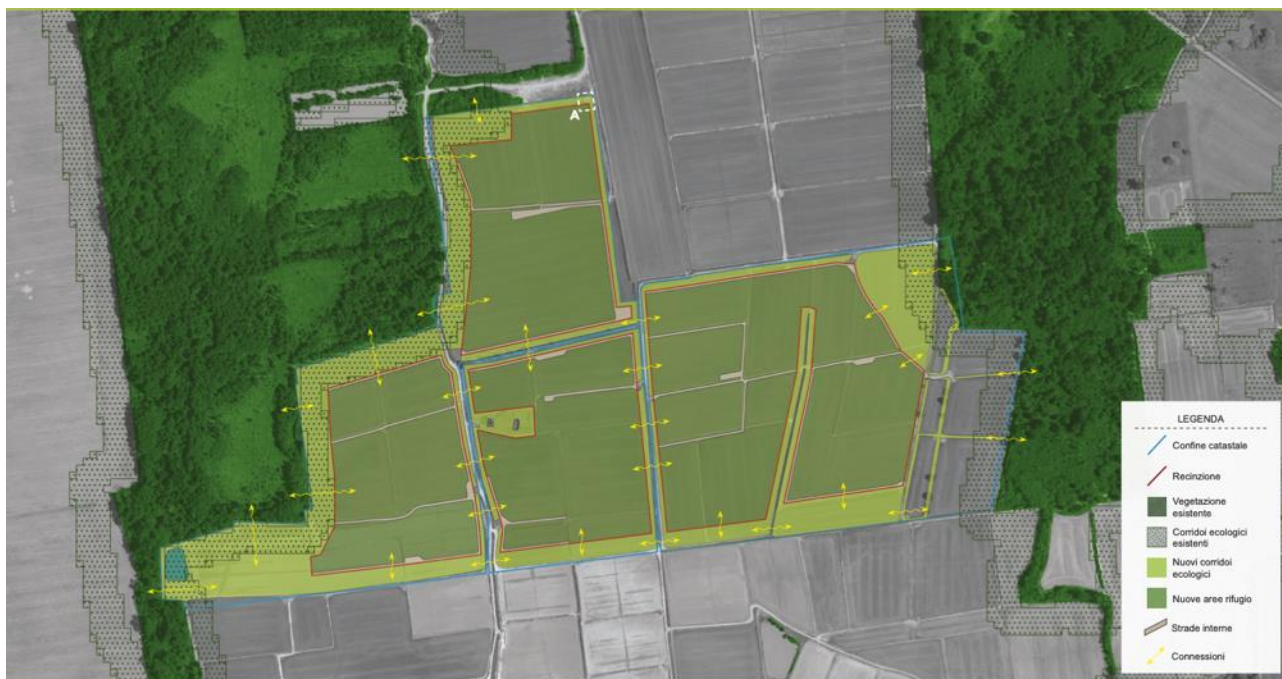 A
LEGENDA
Confine catastale
Recinzione
Vegetazione
esistente
Corridoi ecologici
esistenti
Nuovi corridoi
ecologici
Nuove aree rifugio
Strade interne
Connessioni